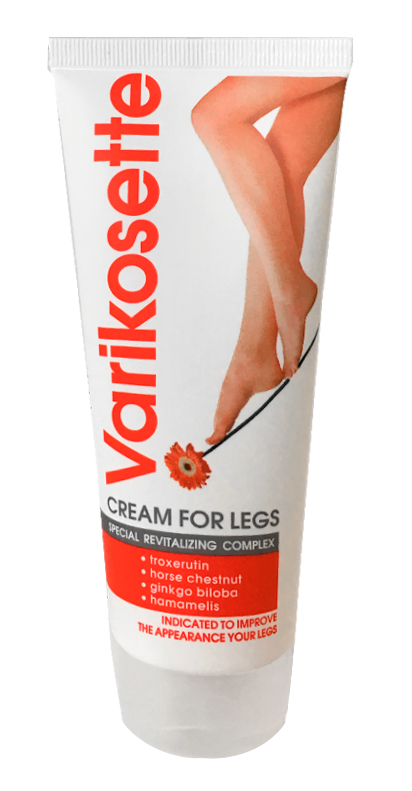 Varikosette
CREAM FOR LEGS
SPECIAL REVITALIZING COMPLEX
• troxerutin
• horse chestnut
• ginkgo biloba
• hamamelis
INDICATED TO IMPROVE
THE APPEARANCE YOUR LEGS